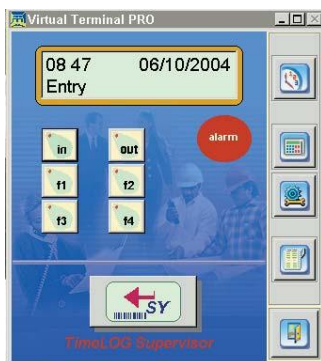 Virtual Terminal PRO
08 47 06/10/2004
Entry
in out alarm
f1 f2
f3 f4
SY
TimeLOG Supervisor